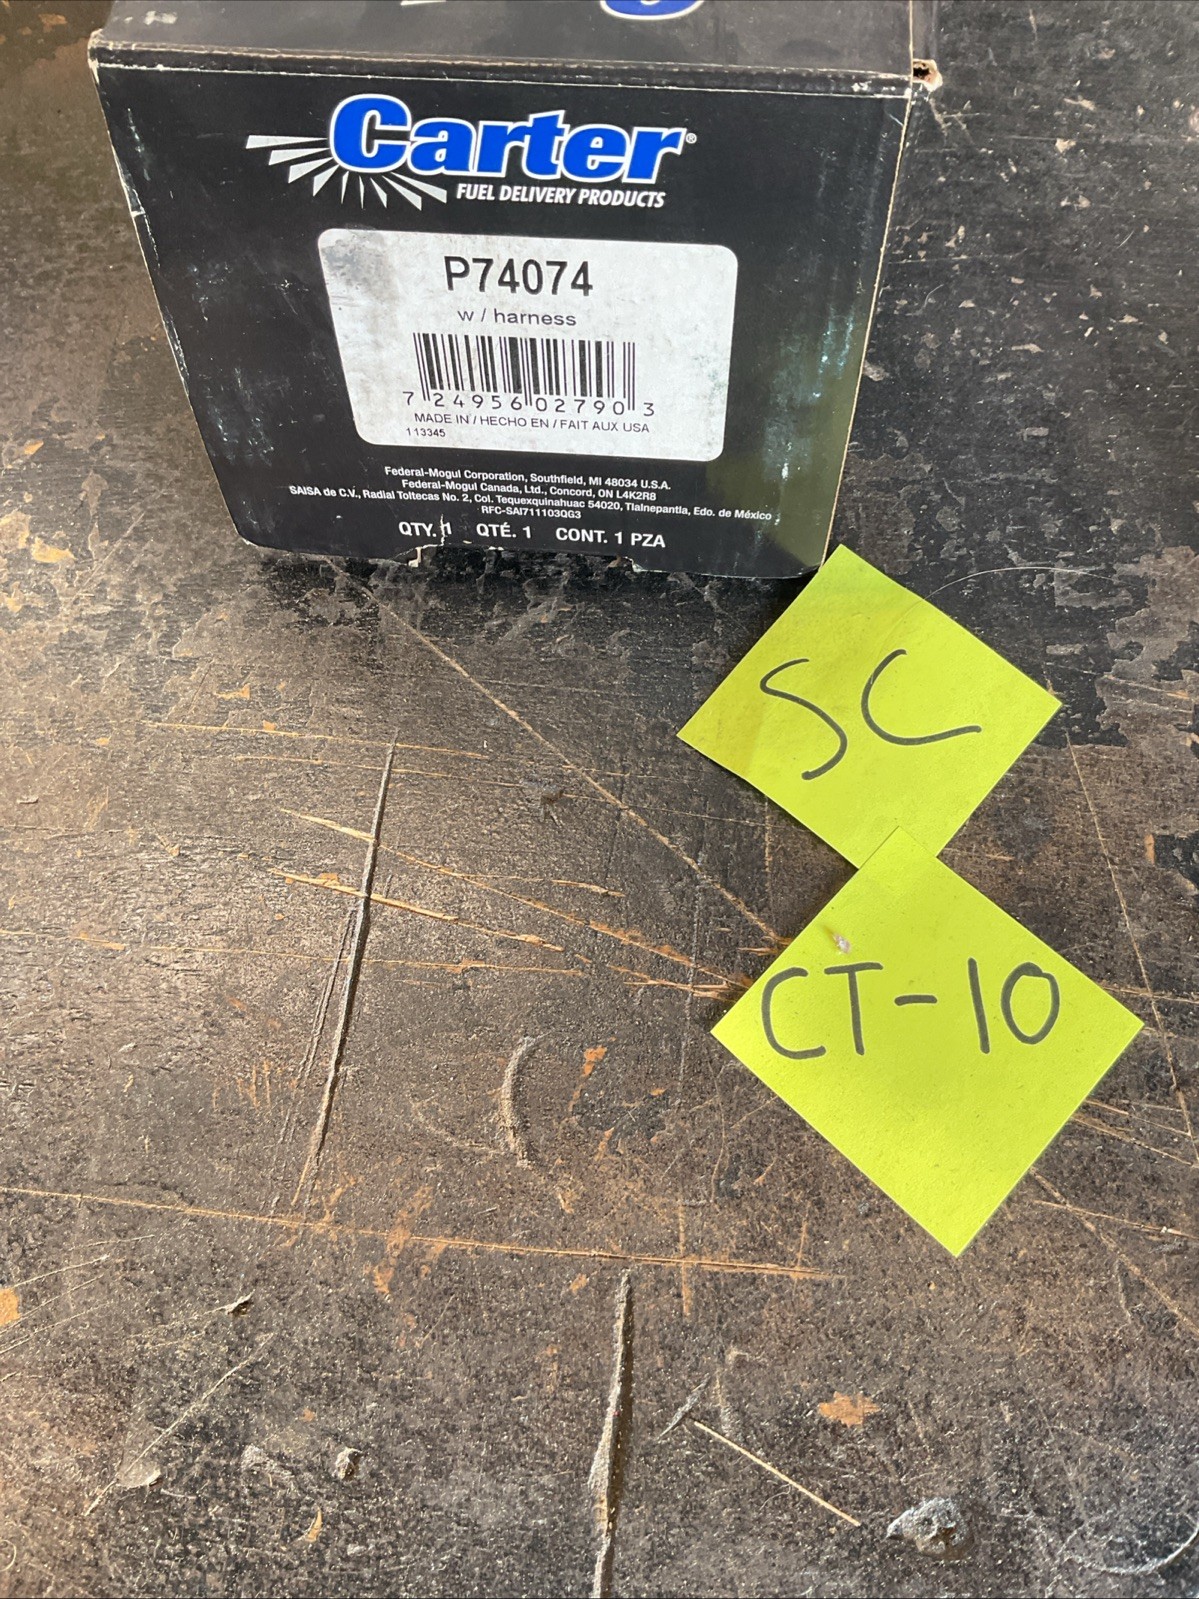 Carter®
FUEL DELIVERY PRODUCTS
P74074
w / harness
7 24956 02790 3
MADE IN / HECHO EN / FAIT AUX USA
113345
Federal-Mogul Corporation, Southfield, MI 48034 U.S.A.
Federal-Mogul Canada, Ltd., Concord, ON L4K2R8
SAISA de C.V., Radial Toltecas No. 2, Col. Tequexquinahuac 54020, Tlalnepantla, Edo. de México
RFC-SAI711103QG3
QTY. 1 QTÉ. 1 CONT. 1 PZA
SC
CT-10